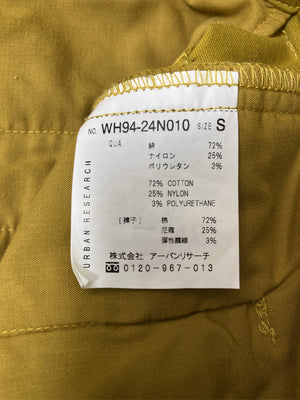 NO. WH94-24N010 SIZE S
QUA.
綿 72%
ナイロン 25%
ポリウレタン 3%
72% COTTON
25% NYLON
3% POLYURETHANE
[褲子] 棉 72%
尼龍 25%
彈性纖維 3%
株式会社 アーバンリサーチ
0120-967-013
URBAN RESEARCH